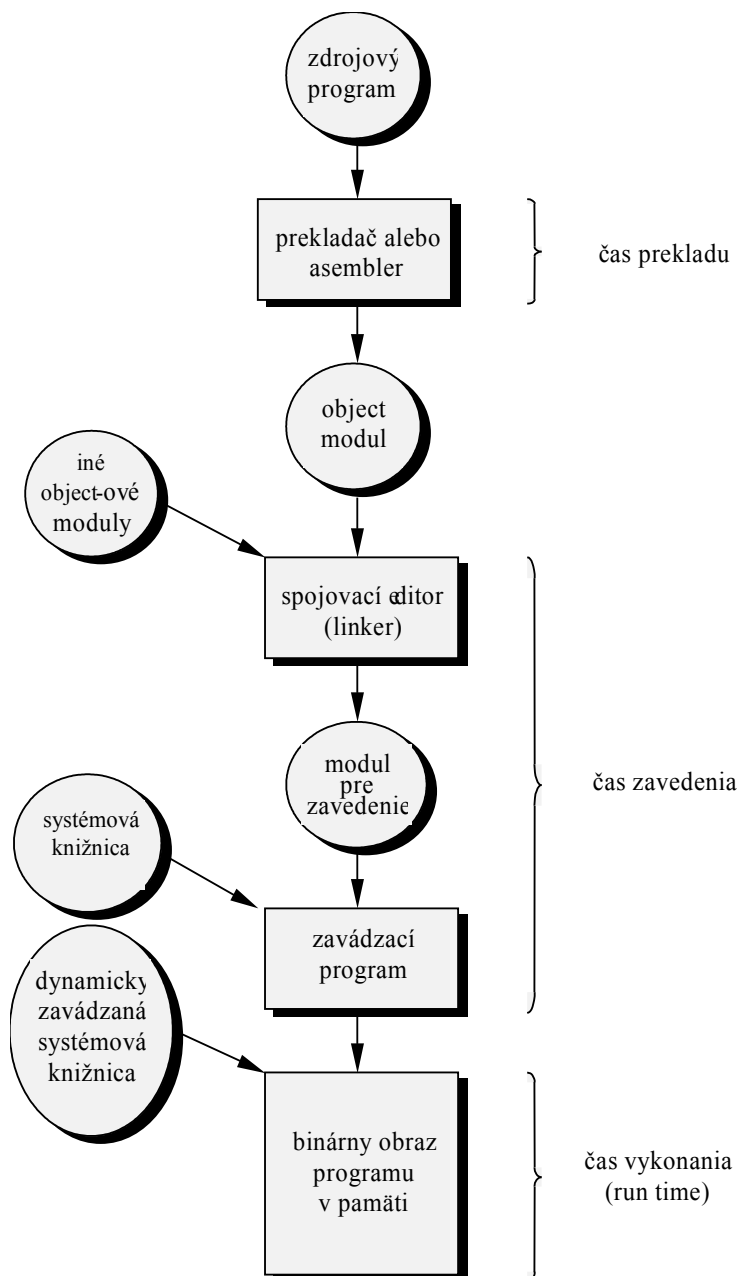 zdrojový
program
prekladač alebo
asembler
čas prekladu
object
modul
iné
object-ové
moduly
spojovací editor
(linker)
modul
pre
zavedenie
čas zavedenia
systémová
knižnica
zavádzací
program
dynamicky
zavádzaná
systémová
knižnica
binárny obraz
programu
v pamäti
čas vykonania
(run time)